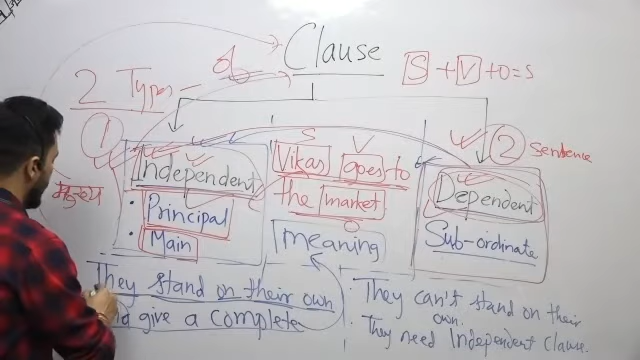 Clause
S + V + O = S
2 Types -
1
2 sentence
S V
Independent
Vikas goes to
मुख्य
the market
O
Dependent
• Principal
• Main
meaning
Sub-ordinate
They stand on their own
give a complete
• They can't stand on their
own.
• They need Independent Clause.